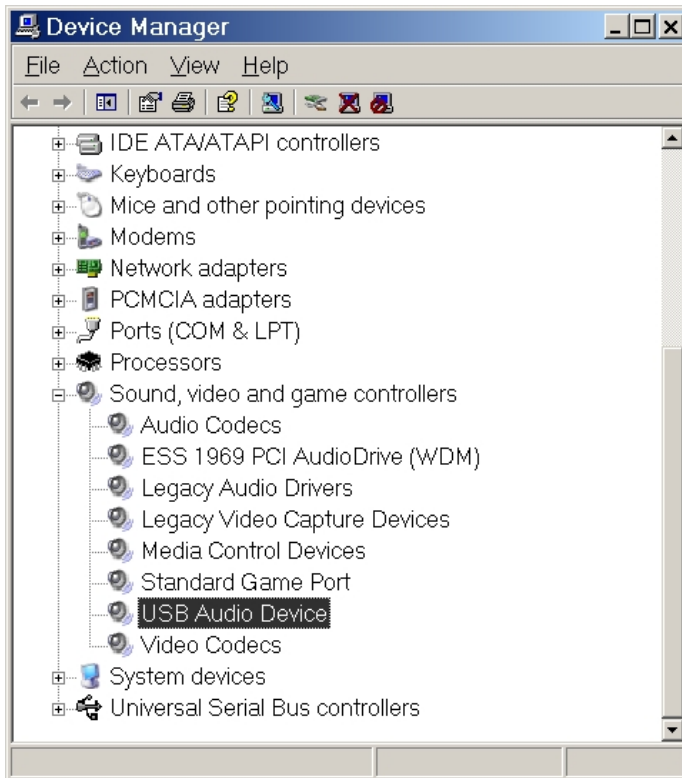 Device Manager
File Action View Help
IDE ATA/ATAPI controllers
Keyboards
Mice and other pointing devices
Modems
Network adapters
PCMCIA adapters
Ports (COM & LPT)
Processors
Sound, video and game controllers
Audio Codecs
ESS 1969 PCI AudioDrive (WDM)
Legacy Audio Drivers
Legacy Video Capture Devices
Media Control Devices
Standard Game Port
USB Audio Device
Video Codecs
System devices
Universal Serial Bus controllers